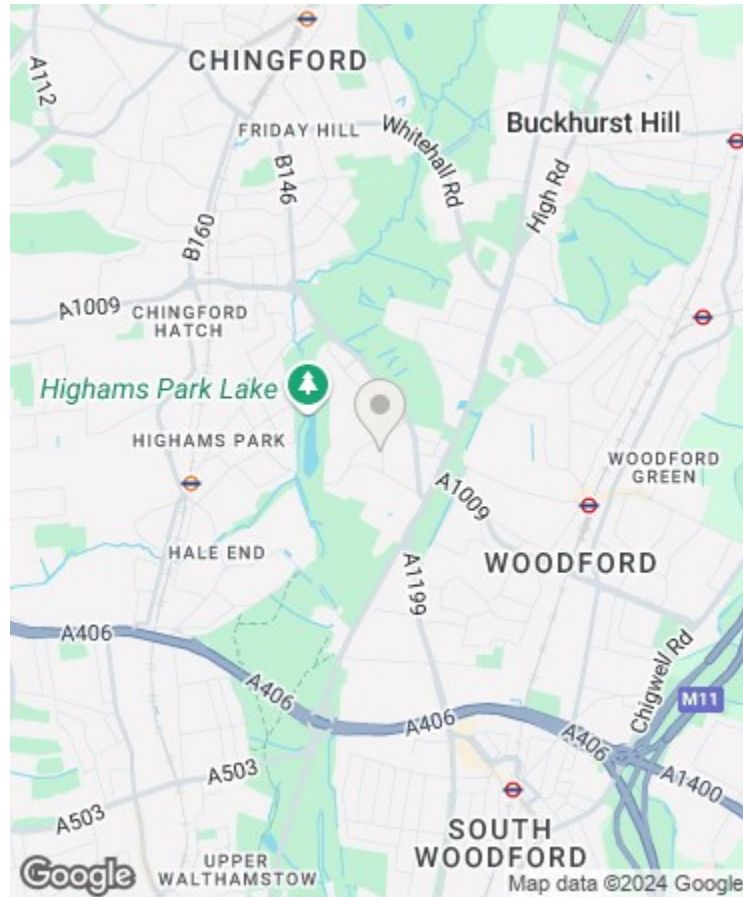 CHINGFORD
A112
FRIDAY HILL
Whitehall Rd
Buckhurst Hill
High Rd
B146
B160
A1009
CHINGFORD
HATCH
Highams Park Lake
HIGHAMS PARK
WOODFORD
GREEN
A1009
HALE END
WOODFORD
A1199
A406
Chigwell Rd
M11
A406
A406
A406
A503
A1400
A503
SOUTH
WOODFORD
UPPER
WALTHAMSTOW
Google
Map data ©2024 Google